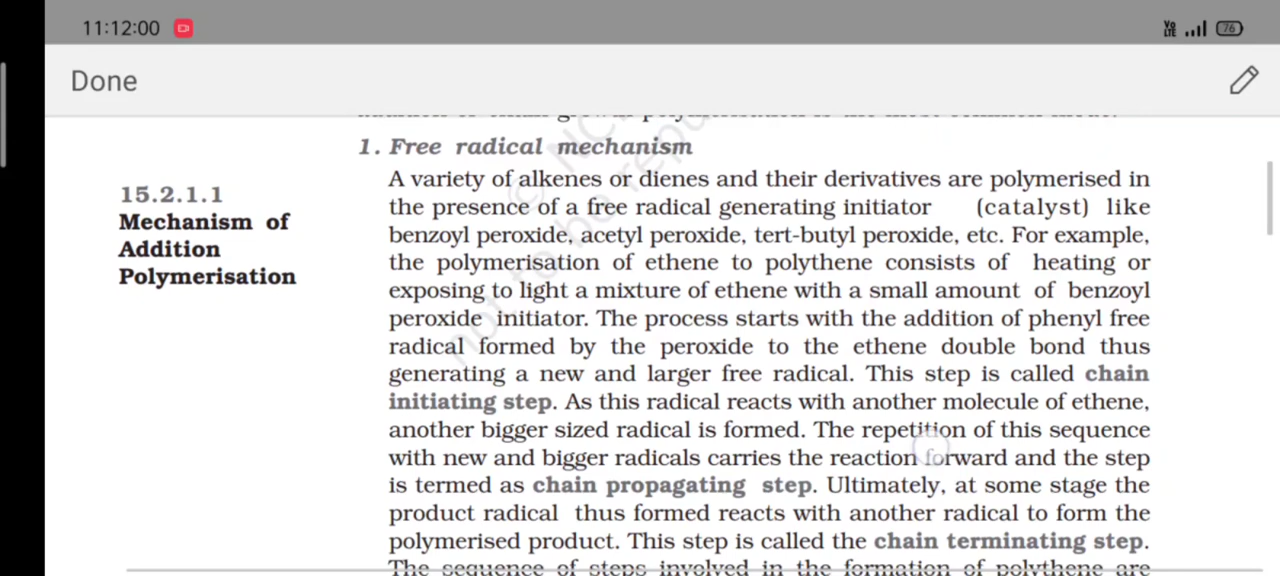 11:12:00
Vo LTE 76
Done
1. Free radical mechanism
15.2.1.1
Mechanism of
Addition
Polymerisation
A variety of alkenes or dienes and their derivatives are polymerised in
the presence of a free radical generating initiator (catalyst) like
benzoyl peroxide, acetyl peroxide, tert-butyl peroxide, etc. For example,
the polymerisation of ethene to polythene consists of heating or
exposing to light a mixture of ethene with a small amount of benzoyl
peroxide initiator. The process starts with the addition of phenyl free
radical formed by the peroxide to the ethene double bond thus
generating a new and larger free radical. This step is called chain
initiating step. As this radical reacts with another molecule of ethene,
another bigger sized radical is formed. The repetition of this sequence
with new and bigger radicals carries the reaction forward and the step
is termed as chain propagating step. Ultimately, at some stage the
product radical thus formed reacts with another radical to form the
polymerised product. This step is called the chain terminating step.
The sequence of steps involved in the formation of polythene are